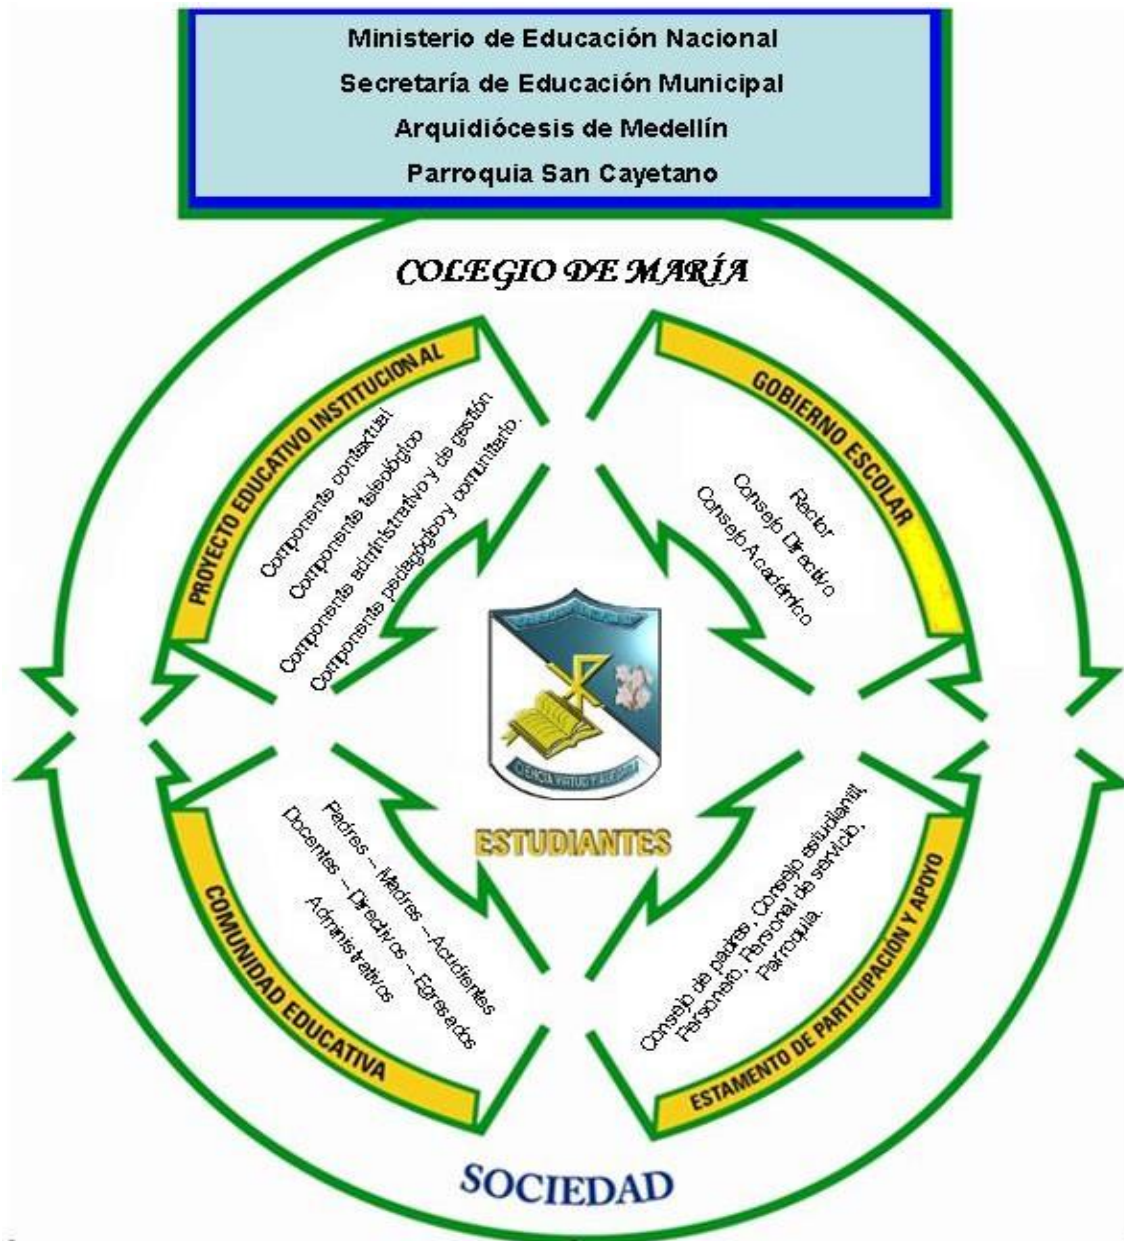 Ministerio de Educación Nacional
Secretaría de Educación Municipal
Arquidiócesis de Medellín
Parroquia San Cayetano
COLEGIO DE MARÍA
PROYECTO EDUCATIVO INSTITUCIONAL
Componente contextual
Componente teleológico
Componente administrativo y de gestión
Componente pedagógico y comunitario.
GOBIERNO ESCOLAR
Rector
Consejo Directivo
Consejo Académico
CIENCIA VIRTUD Y
ESTUDIANTES
COMUNIDAD EDUCATIVA
Padres – Madres – Acudientes
Docentes – Directivos – Egresados
Administrativos
ESTAMENTO DE PARTICIPACION Y APOYO
Consejo de padres, Consejo estudiantil,
Personero, Personal de servicio,
Parroquia.
SOCIEDAD